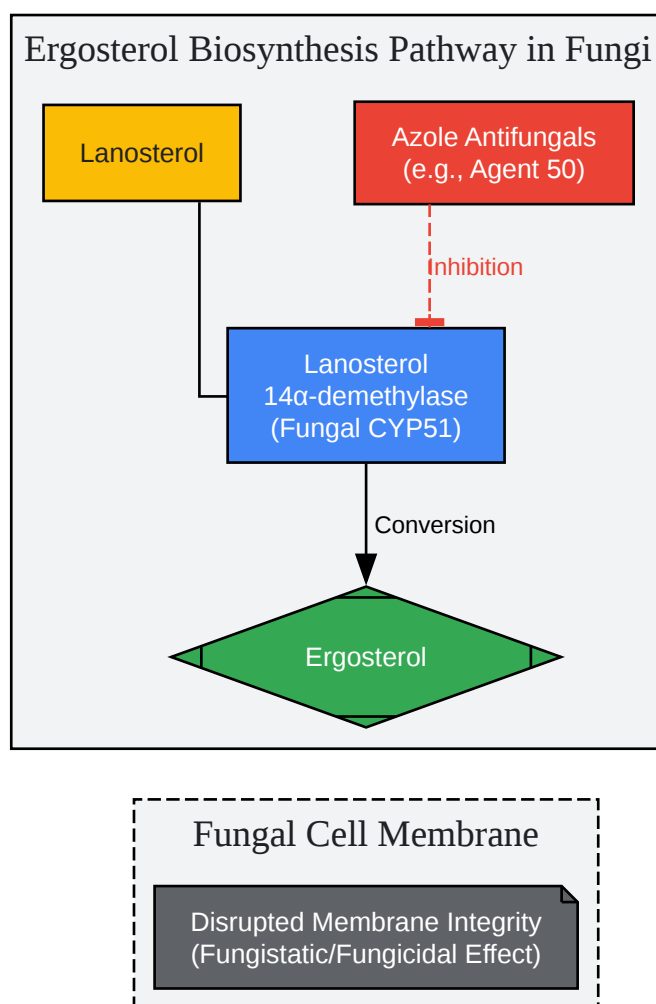 Ergosterol Biosynthesis Pathway in Fungi
Lanosterol
Azole Antifungals
(e.g., Agent 50)
Inhibition
Lanosterol
14α-demethylase
(Fungal CYP51)
Conversion
Ergosterol
Fungal Cell Membrane
Disrupted Membrane Integrity
(Fungistatic/Fungicidal Effect)